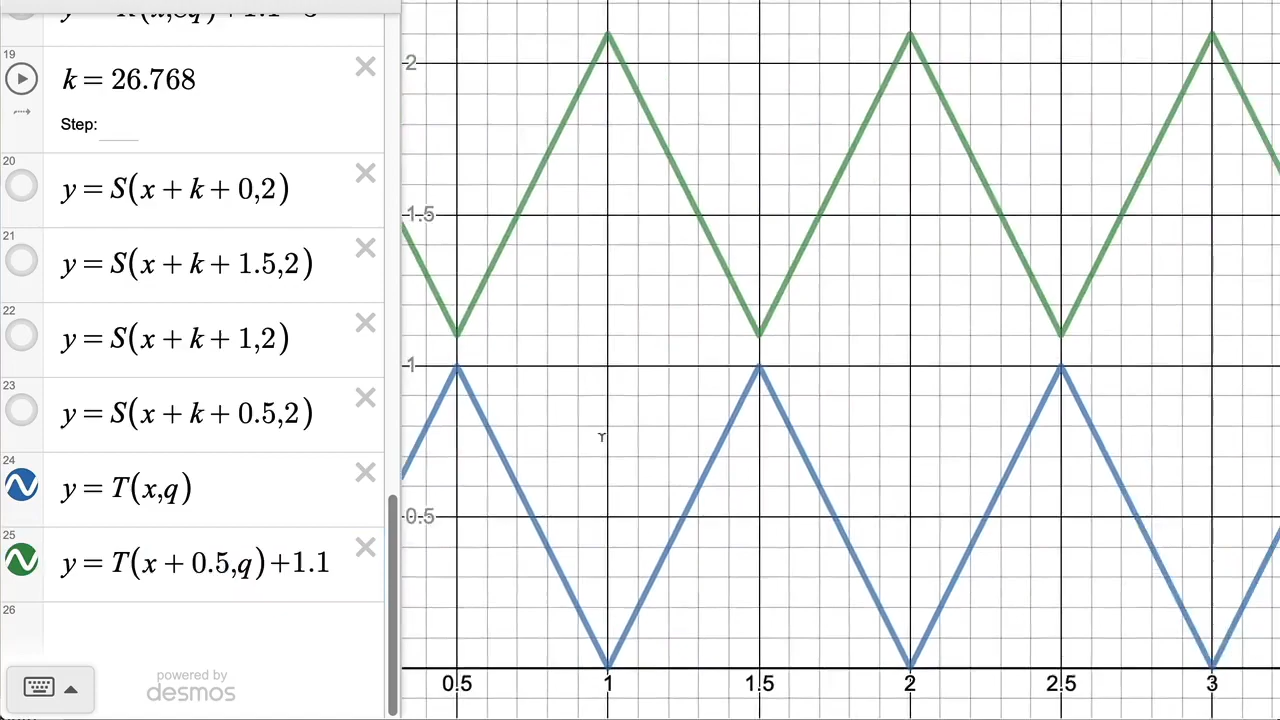 19
k = 26.768
Step:
20
y = S(x + k + 0,2)
21
y = S(x + k + 1.5,2)
22
y = S(x + k + 1,2)
23
y = S(x + k + 0.5,2)
24
y = T(x,q)
25
y = T(x + 0.5,q)+1.1
26
powered by
desmos
2
1.5
1
0.5
0.5 1 1.5 2 2.5 3